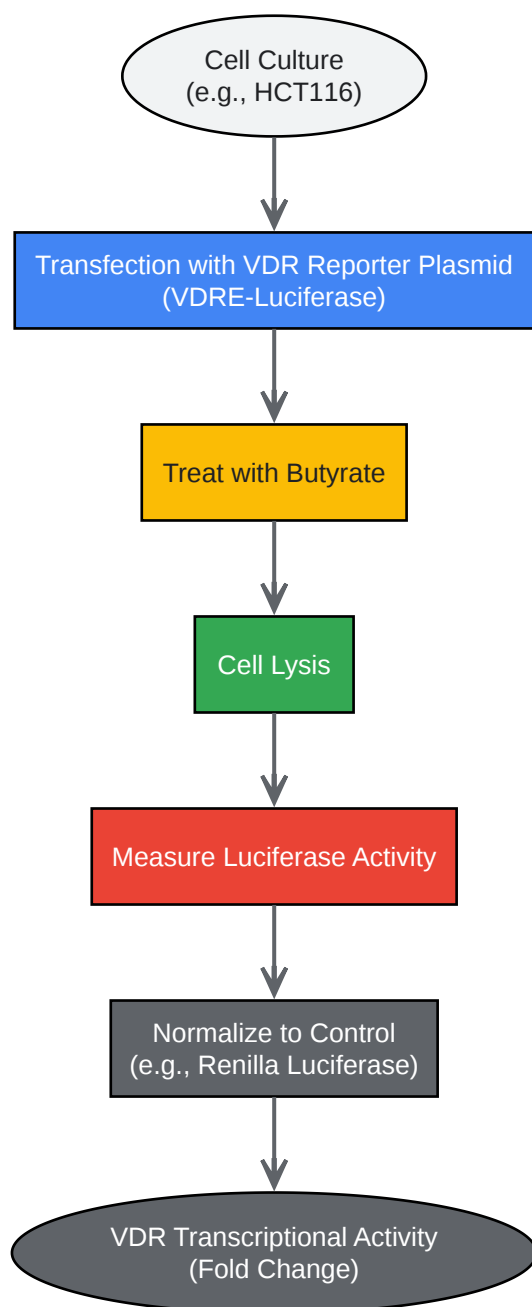 Cell Culture
(e.g., HCT116)
Transfection with VDR Reporter Plasmid
(VDRE-Luciferase)
Treat with Butyrate
Cell Lysis
Measure Luciferase Activity
Normalize to Control
(e.g., Renilla Luciferase)
VDR Transcriptional Activity
(Fold Change)